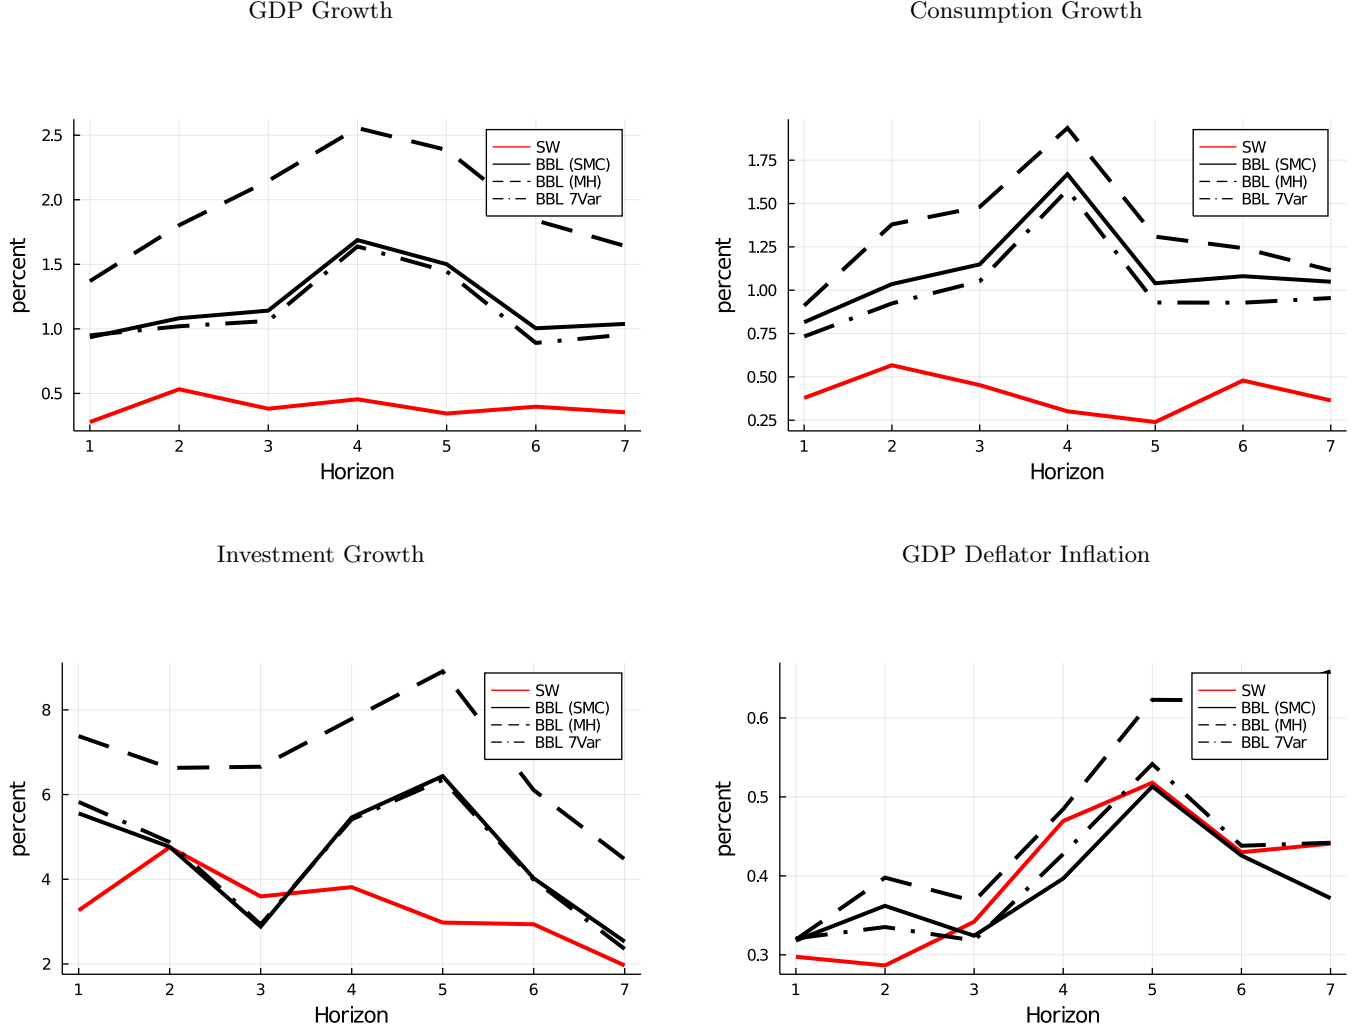 GDP Growth
percent
2.5
2.0
1.5
1.0
0.5
SW
BBL (SMC)
BBL (MH)
BBL 7Var
1 2 3 4 5 6 7
Horizon
Consumption Growth
percent
1.75
1.50
1.25
1.00
0.75
0.50
0.25
SW
BBL (SMC)
BBL (MH)
BBL 7Var
1 2 3 4 5 6 7
Horizon
Investment Growth
percent
8
6
4
2
SW
BBL (SMC)
BBL (MH)
BBL 7Var
1 2 3 4 5 6 7
Horizon
GDP Deflator Inflation
percent
0.6
0.5
0.4
0.3
SW
BBL (SMC)
BBL (MH)
BBL 7Var
1 2 3 4 5 6 7
Horizon